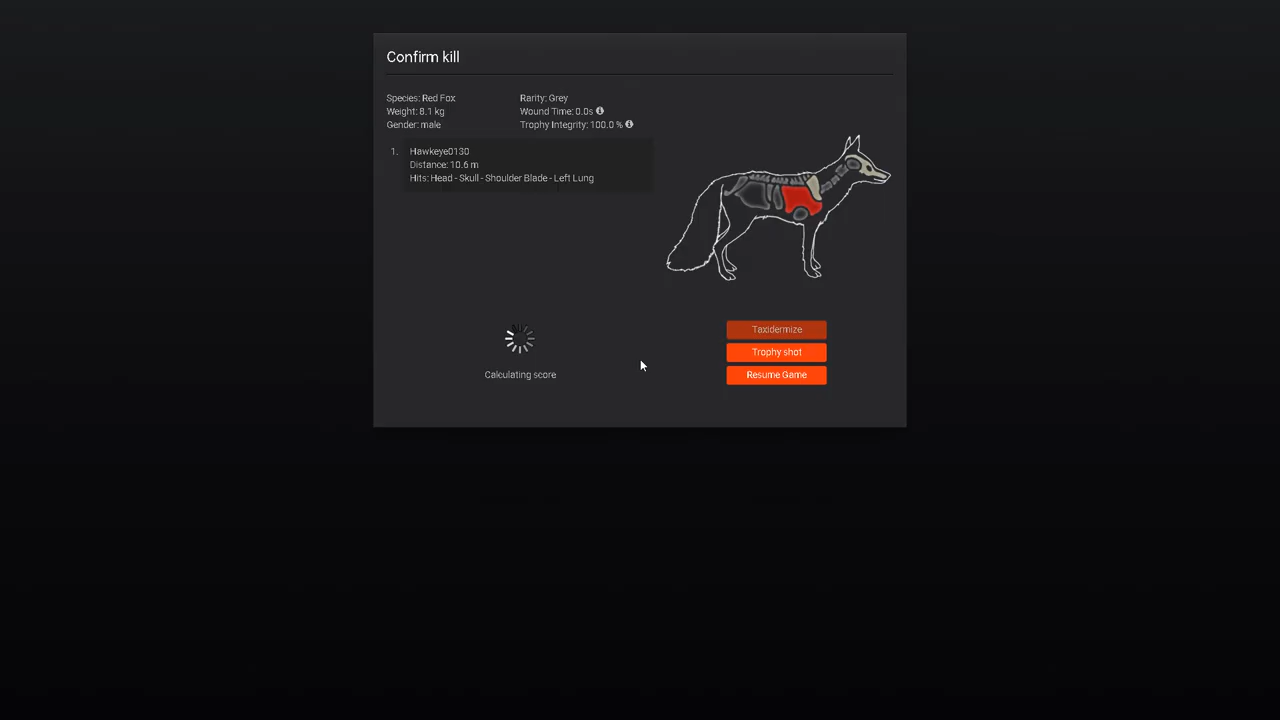 Confirm kill
Species: Red Fox
Rarity: Grey
Weight: 8.1 kg
Wound Time: 0.0s
Gender: male
Trophy Integrity: 100.0 %
1. Hawkeye0130
Distance: 10.6 m
Hits: Head - Skull - Shoulder Blade - Left Lung
Taxidermize
Trophy shot
Calculating score
Resume Game